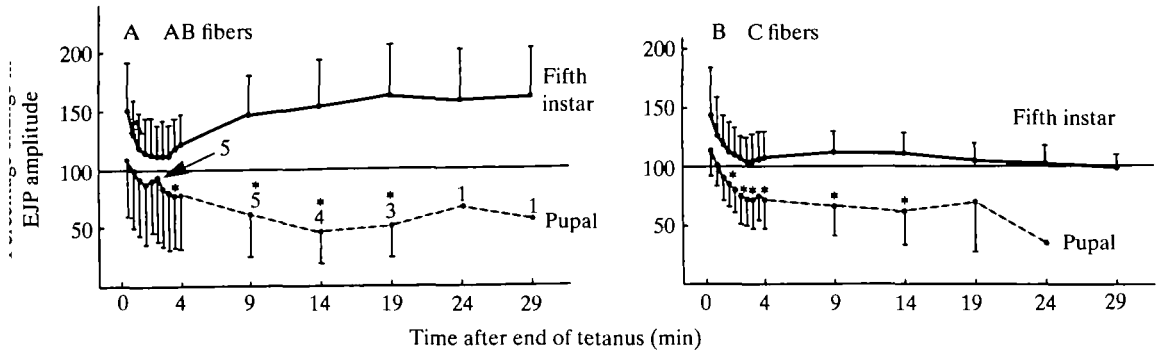 A AB fibers
200
150
100
50
EJP amplitude
Fifth
instar
5
*
*
5
*
4
*
3
1
1
Pupal
0 4 9 14 19 24 29
B C fibers
200
150
100
50
Fifth instar
* * * *
*
*
Pupal
0 4 9 14 19 24 29
Time after end of tetanus (min)